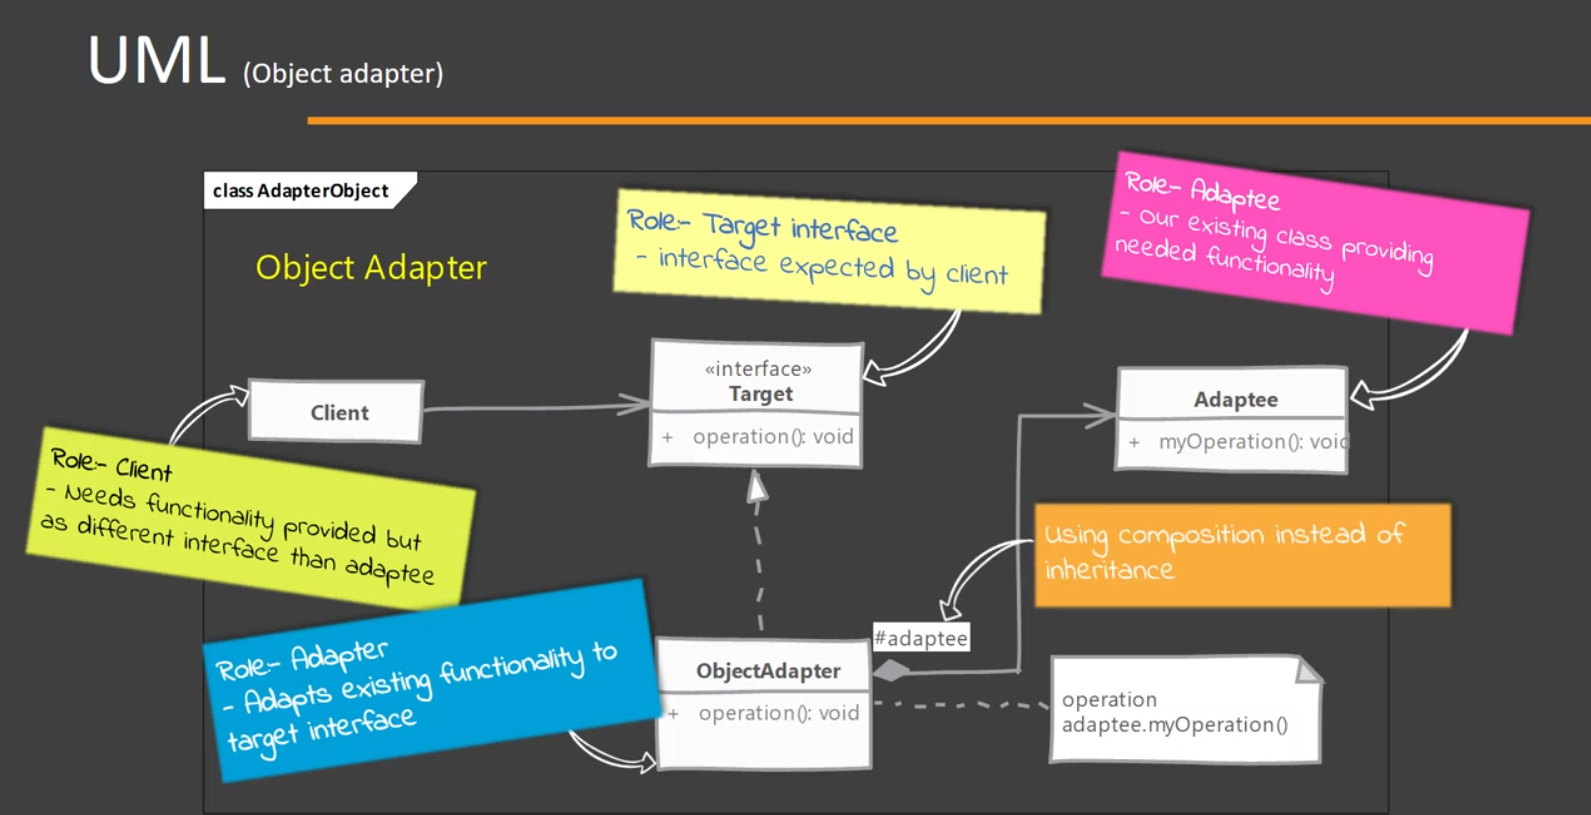 UML (Object adapter)
class AdapterObject
Object Adapter
Role:- Target interface
- interface expected by client
Role:- Adaptee
- Our existing class providing
needed functionality
Client
«interface»
Target
+ operation(): void
Adaptee
+ myOperation(): void
Role:- Client
- Needs functionality provided but
as different interface than adaptee
Using composition instead of
inheritance
Role:- Adapter
- Adapts existing functionality to
target interface
#adaptee
ObjectAdapter
+ operation(): void
operation
adaptee.myOperation()